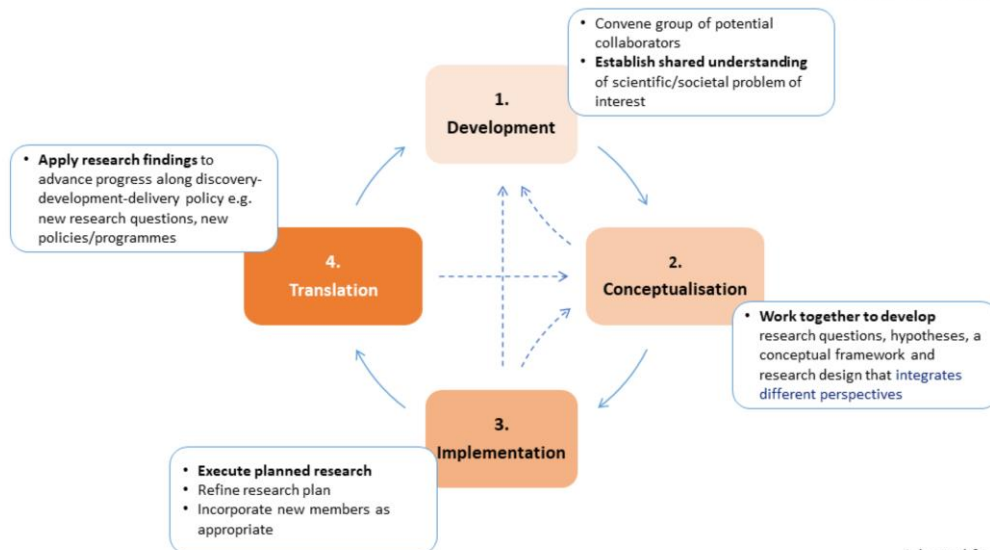 • Convene group of potential
collaborators
• Establish shared understanding
of scientific/societal problem of
interest
1.
Development
• Apply research findings to
advance progress along discovery-
development-delivery policy e.g.
new research questions, new
policies/programmes
4.
Translation
2.
Conceptualisation
• Work together to develop
research questions, hypotheses, a
conceptual framework and
research design that integrates
different perspectives
3.
Implementation
• Execute planned research
• Refine research plan
• Incorporate new members as
appropriate